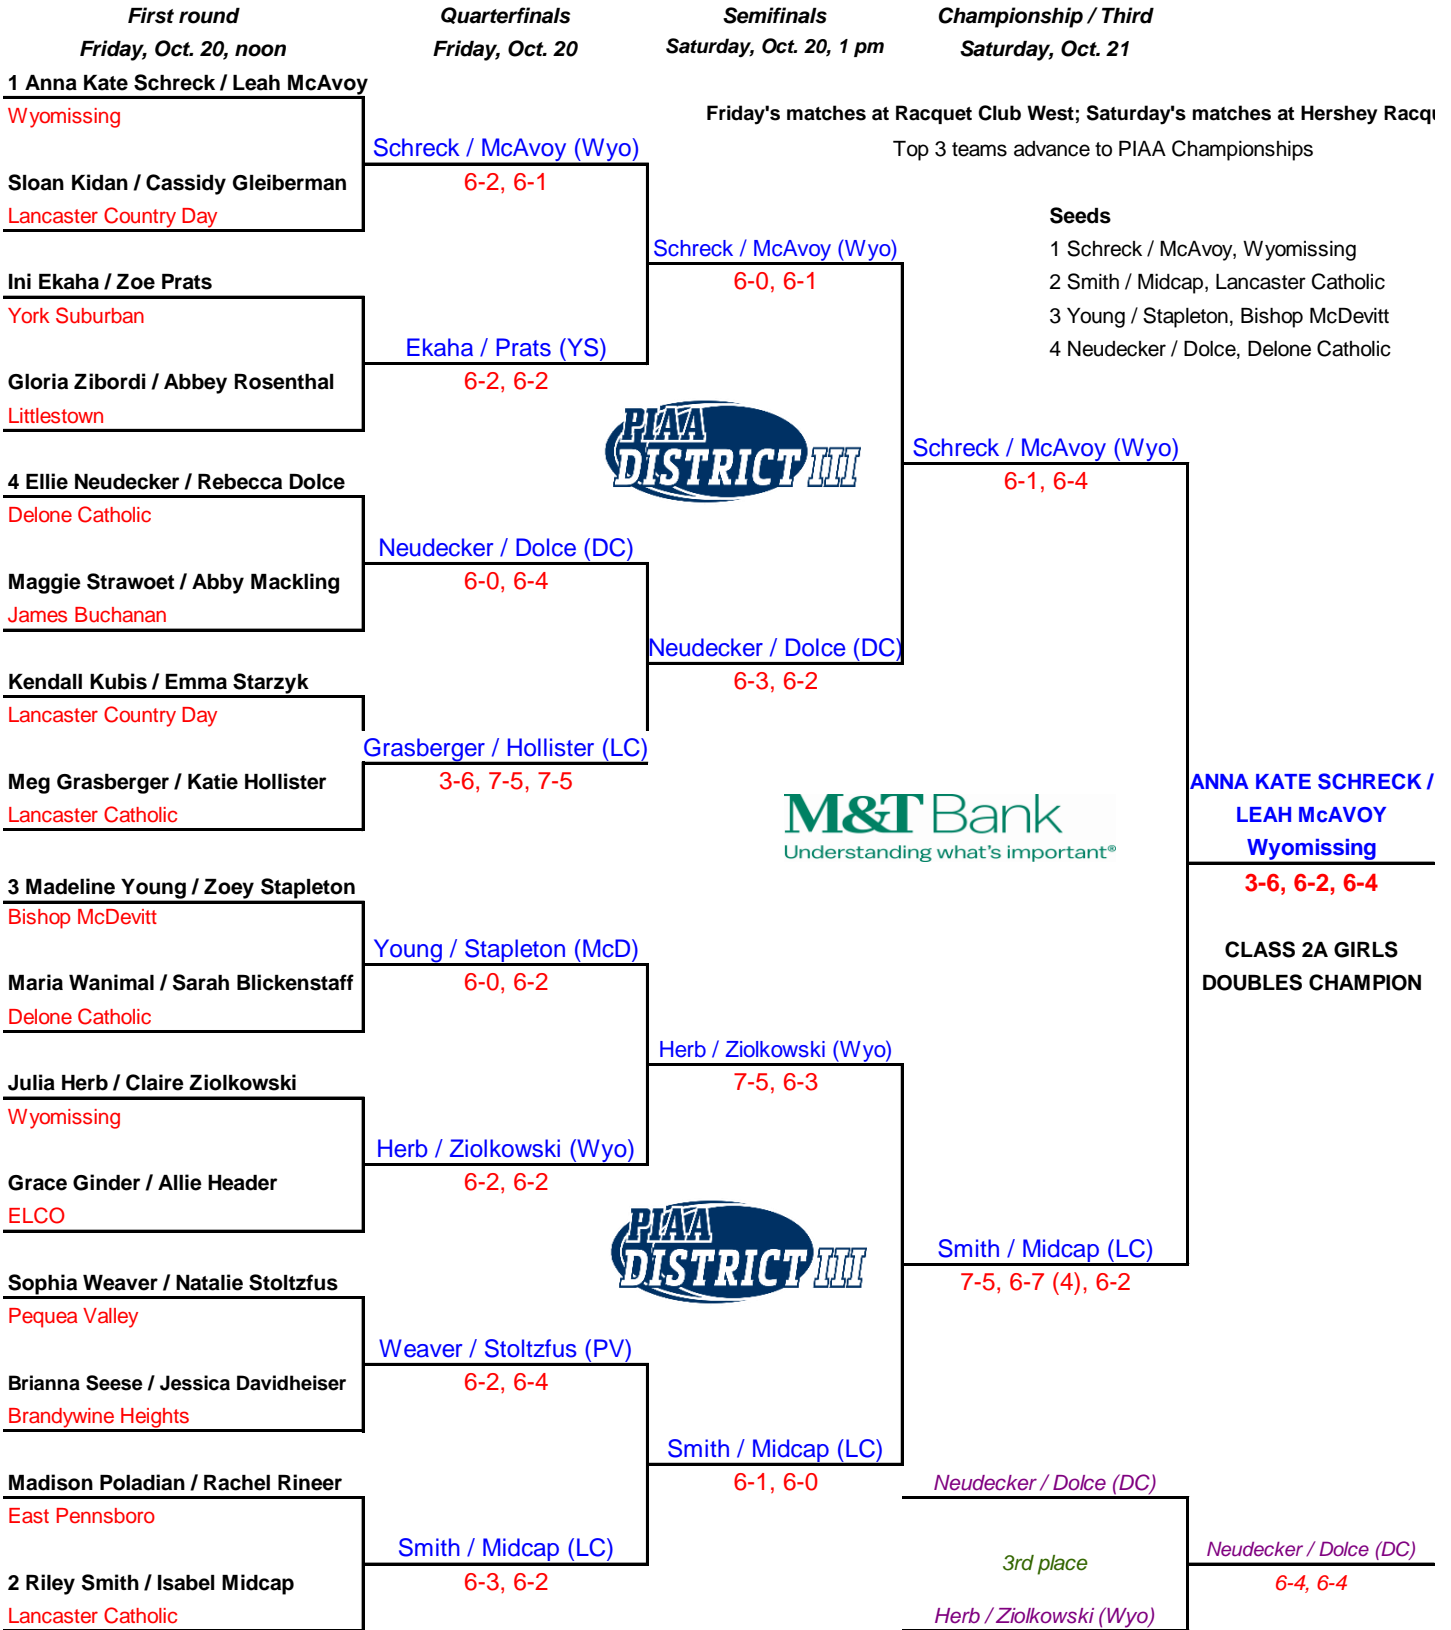 First round
Quarterfinals
Semifinals
Championship / Third
Friday, Oct. 20, noon
Friday, Oct. 20
Saturday, Oct. 20, 1 pm
Saturday, Oct. 21
1 Anna Kate Schreck / Leah McAvoy
Wyomissing
Friday's matches at Racquet Club West; Saturday's matches at Hershey
Schreck / McAvoy (Wyo)
Top 3 teams advance to PIAA Championships
Sloan Kidan / Cassidy Gleiberman
6-2, 6-1
Lancaster Country Day
Seeds
Schreck / McAvoy (Wyo)
1 Schreck / McAvoy, Wyomissing
Ini Ekaha / Zoe Prats
6-0, 6-1
2 Smith / Midcap, Lancaster Catholic
York Suburban
3 Young / Stapleton, Bishop McDevitt
Ekaha / Prats (YS)
4 Neudecker / Dolce, Delone Catholic
Gloria Zibordi / Abbey Rosenthal
6-2, 6-2
Littlestown
PIAA
DISTRICT III
Schreck / McAvoy (Wyo)
4 Ellie Neudecker / Rebecca Dolce
6-1, 6-4
Delone Catholic
Neudecker / Dolce (DC)
Maggie Strawoet / Abby Mackling
6-0, 6-4
James Buchanan
Neudecker / Dolce (DC)
Kendall Kubis / Emma Starzyk
6-3, 6-2
Lancaster Country Day
Grasberger / Hollister (LC)
Meg Grasberger / Katie Hollister
3-6, 7-5, 7-5
Lancaster Catholic
M&T Bank
Understanding what's important®
ANNA KATE SCHRECK /
LEAH McAVOY
Wyomissing
3 Madeline Young / Zoey Stapleton
3-6, 6-2, 6-4
Bishop McDevitt
Young / Stapleton (McD)
CLASS 2A GIRLS
Maria Wanimal / Sarah Blickenstaff
6-0, 6-2
DOUBLES CHAMPION
Delone Catholic
Herb / Ziolkowski (Wyo)
Julia Herb / Claire Ziolkowski
7-5, 6-3
Wyomissing
Herb / Ziolkowski (Wyo)
Grace Ginder / Allie Header
6-2, 6-2
ELCO
PIAA
DISTRICT III
Smith / Midcap (LC)
Sophia Weaver / Natalie Stoltzfus
7-5, 6-7 (4), 6-2
Pequea Valley
Weaver / Stoltzfus (PV)
Brianna Seese / Jessica Davidheiser
6-2, 6-4
Brandywine Heights
Smith / Midcap (LC)
Madison Poladian / Rachel Rineer
6-1, 6-0
Neudecker / Dolce (DC)
East Pennsboro
Smith / Midcap (LC)
3rd place
Neudecker / Dolce (DC)
2 Riley Smith / Isabel Midcap
6-3, 6-2
6-4, 6-4
Lancaster Catholic
Herb / Ziolkowski (Wyo)